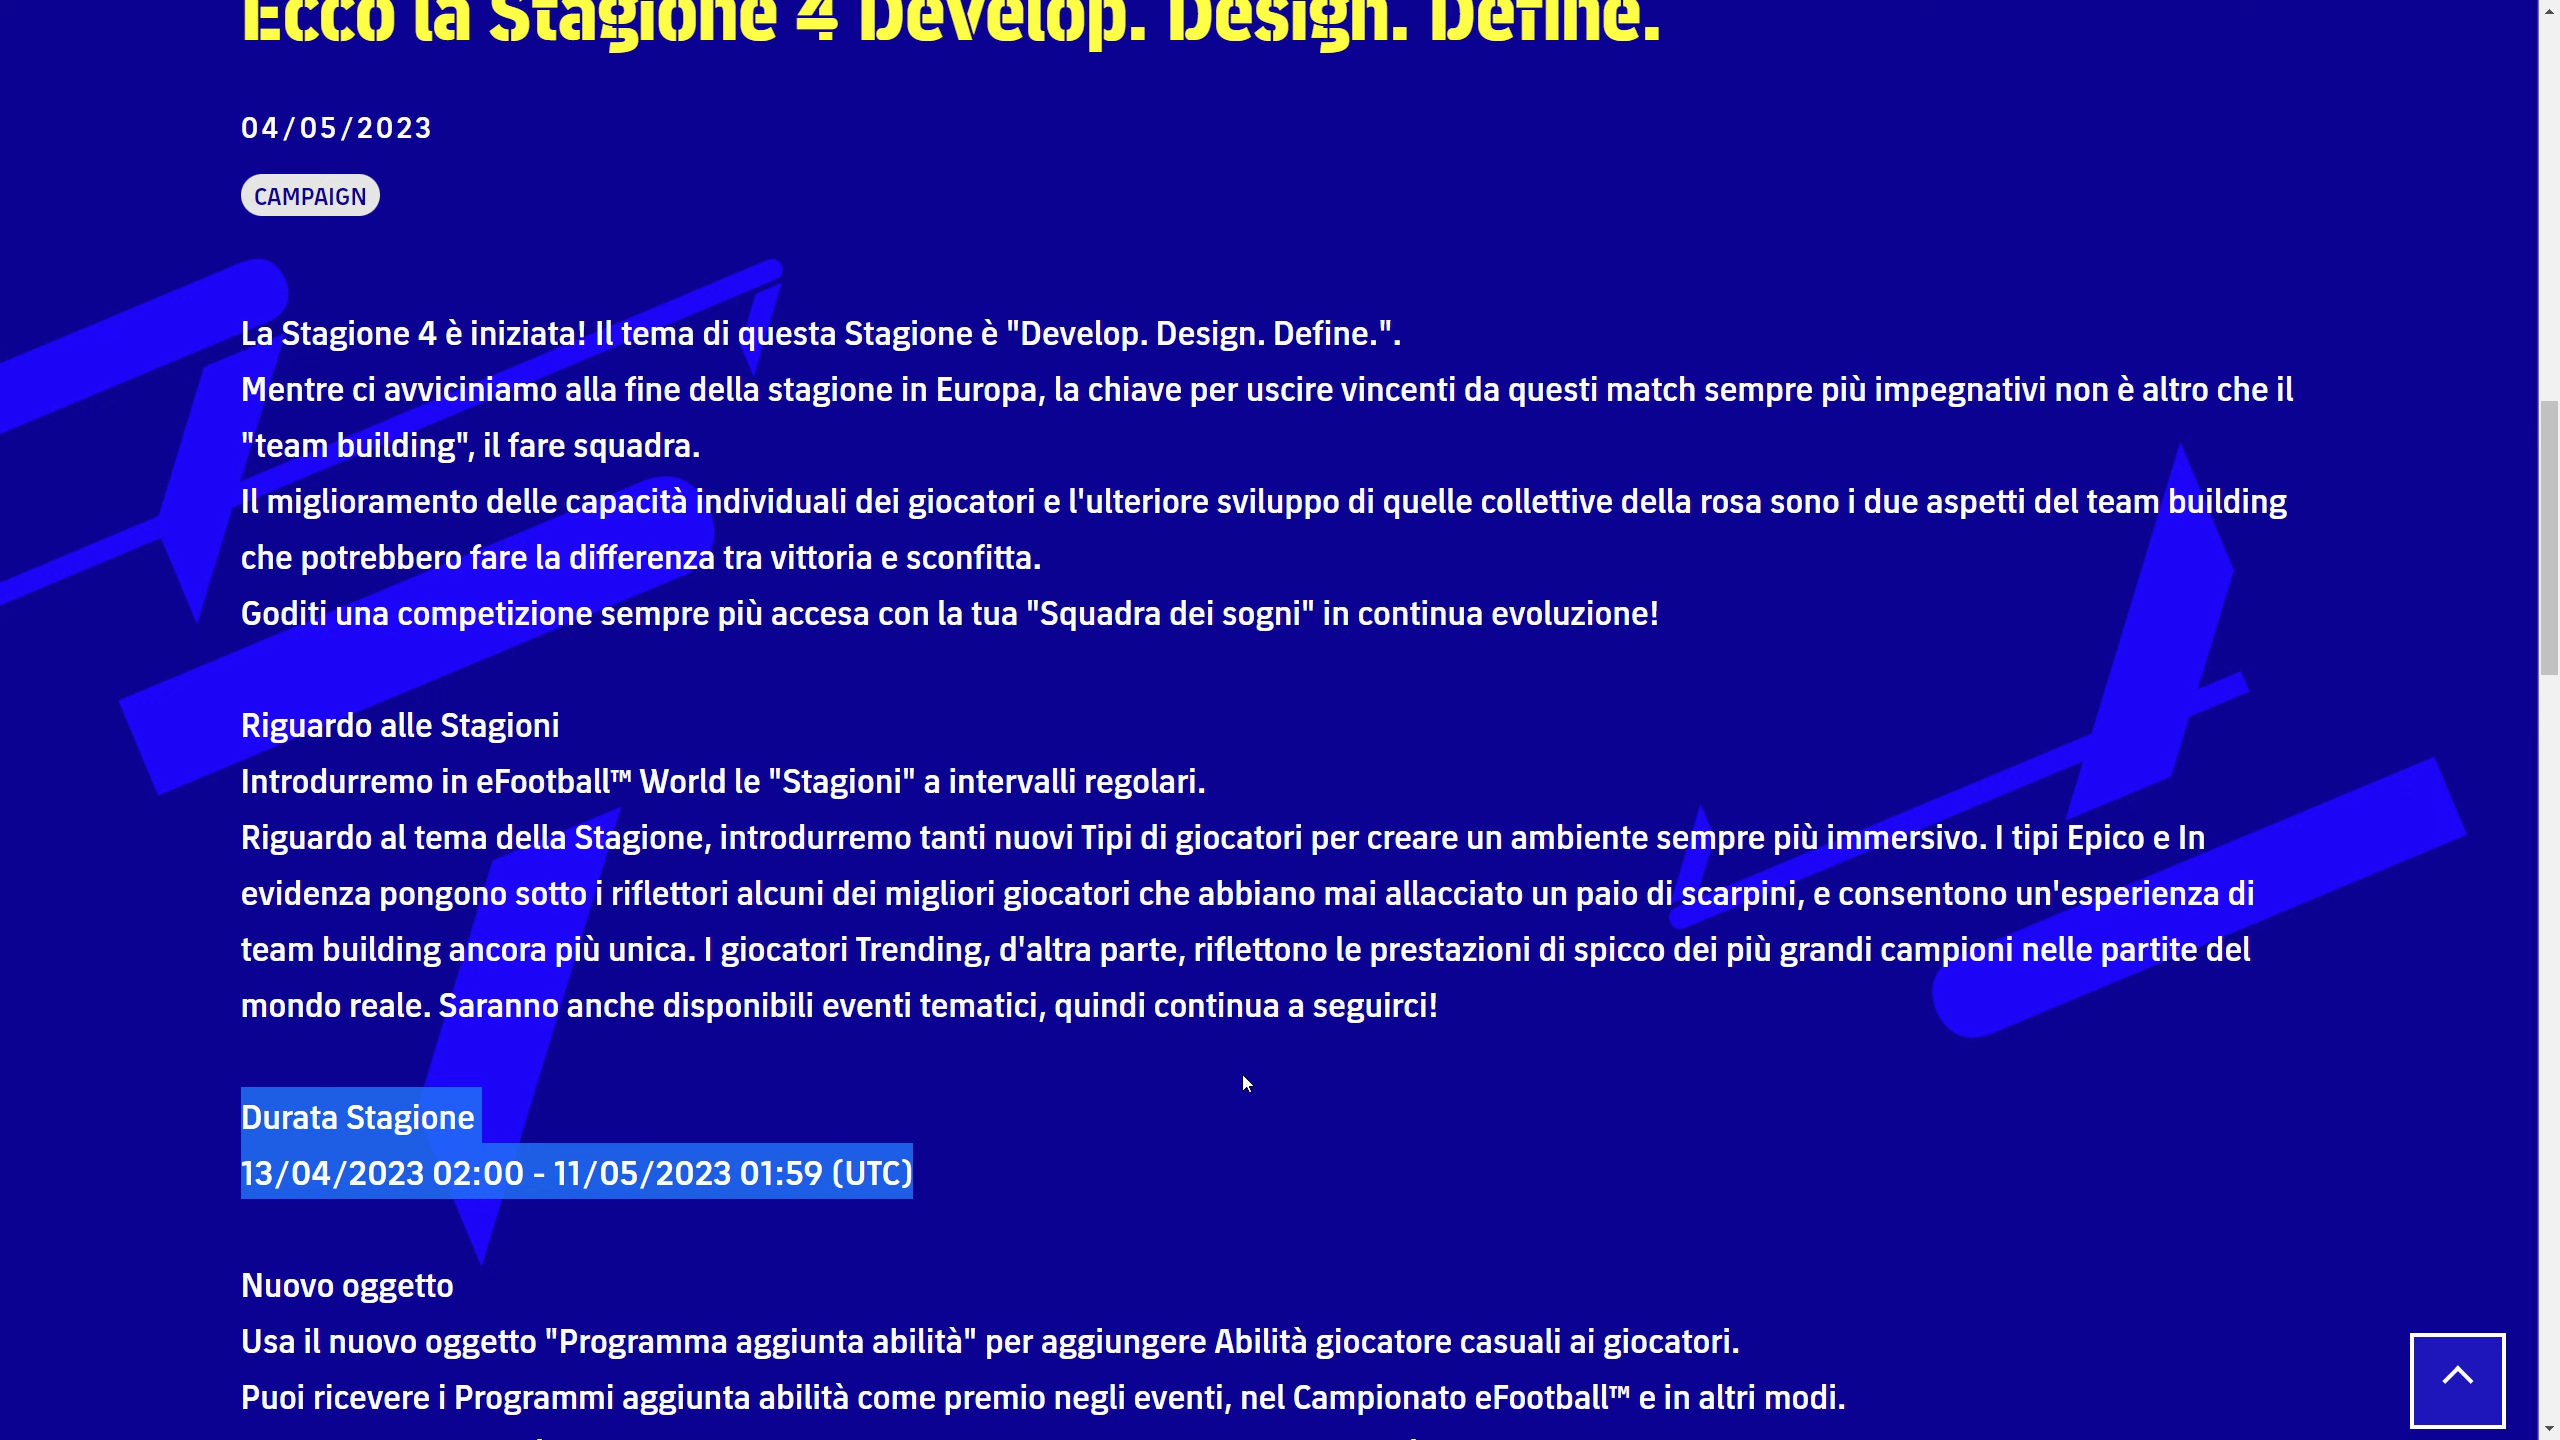 Ecco la Stagione 4 Develop. Design. Define.
04/05/2023
CAMPAIGN
La Stagione 4 è iniziata! Il tema di questa Stagione è "Develop. Design. Define.".
Mentre ci avviciniamo alla fine della stagione in Europa, la chiave per uscire vincenti da questi match sempre più impegnativi non è altro che il
"team building", il fare squadra.
Il miglioramento delle capacità individuali dei giocatori e l'ulteriore sviluppo di quelle collettive della rosa sono i due aspetti del team building
che potrebbero fare la differenza tra vittoria e sconfitta.
Goditi una competizione sempre più accesa con la tua "Squadra dei sogni" in continua evoluzione!
Riguardo alle Stagioni
Introdurremo in eFootball™ World le "Stagioni" a intervalli regolari.
Riguardo al tema della Stagione, introdurremo tanti nuovi Tipi di giocatori per creare un ambiente sempre più immersivo. I tipi Epico e In
evidenza pongono sotto i riflettori alcuni dei migliori giocatori che abbiano mai allacciato un paio di scarpini, e consentono un'esperienza di
team building ancora più unica. I giocatori Trending, d'altra parte, riflettono le prestazioni di spicco dei più grandi campioni nelle partite del
mondo reale. Saranno anche disponibili eventi tematici, quindi continua a seguirci!
Durata Stagione
13/04/2023 02:00 - 11/05/2023 01:59 (UTC)
Nuovo oggetto
Usa il nuovo oggetto "Programma aggiunta abilità" per aggiungere Abilità giocatore casuali ai giocatori.
Puoi ricevere i Programmi aggiunta abilità come premio negli eventi, nel Campionato eFootball™ e in altri modi.